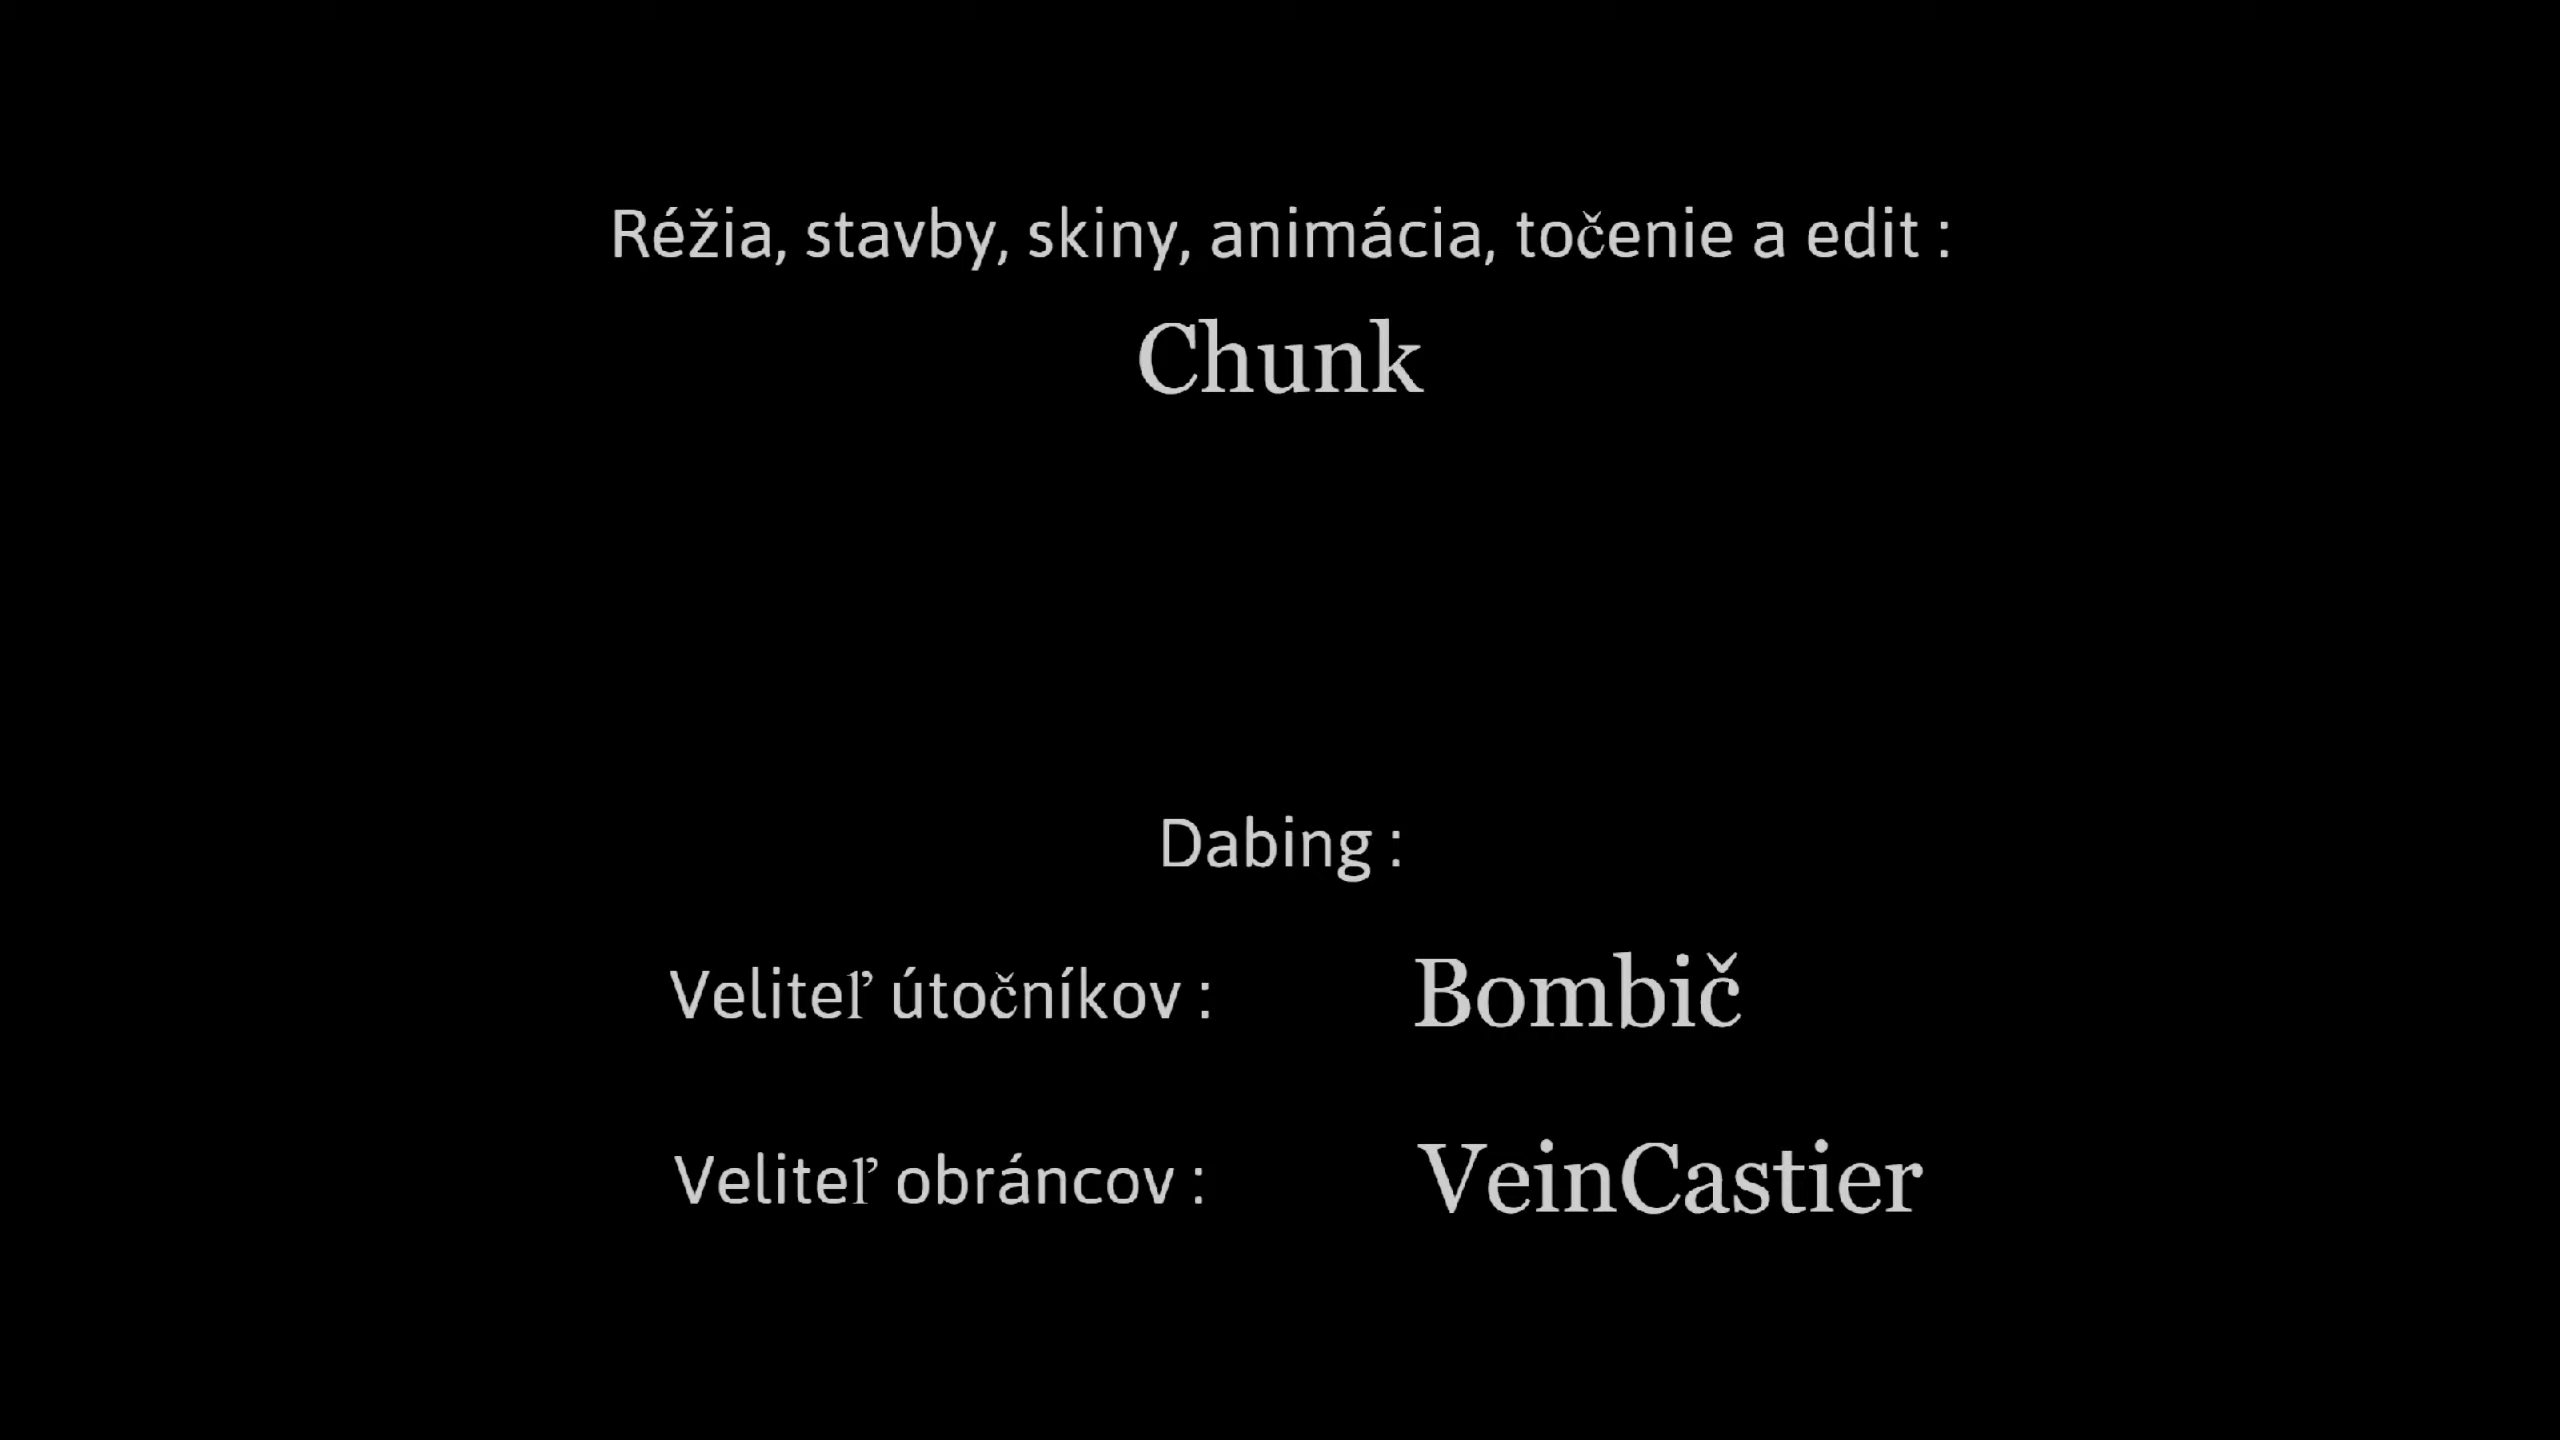 Réžia, stavby, skiny, animácia, točenie a edit :
Chunk
Dabing :
Veliteľ útočníkov : Bombič
Veliteľ obráncov : VeinCastier